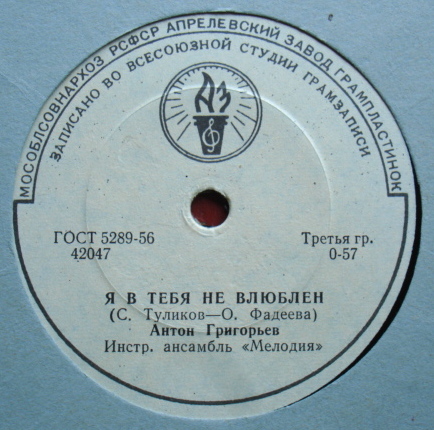 МОСОБЛСОВНАРХОЗ РСФСР АПРЕЛЕВСКИЙ ЗАВОД ГРАМПЛАСТИНОК
ЗАПИСАНО ВО ВСЕСОЮЗНОЙ СТУДИИ ГРАМЗАПИСИ
АЗ
ГОСТ 5289-56
42047
Третья гр.
0-57
Я В ТЕБЯ НЕ ВЛЮБЛЕН
(С. Туликов—О. Фадеева)
Антон Григорьев
Инстр. ансамбль «Мелодия»